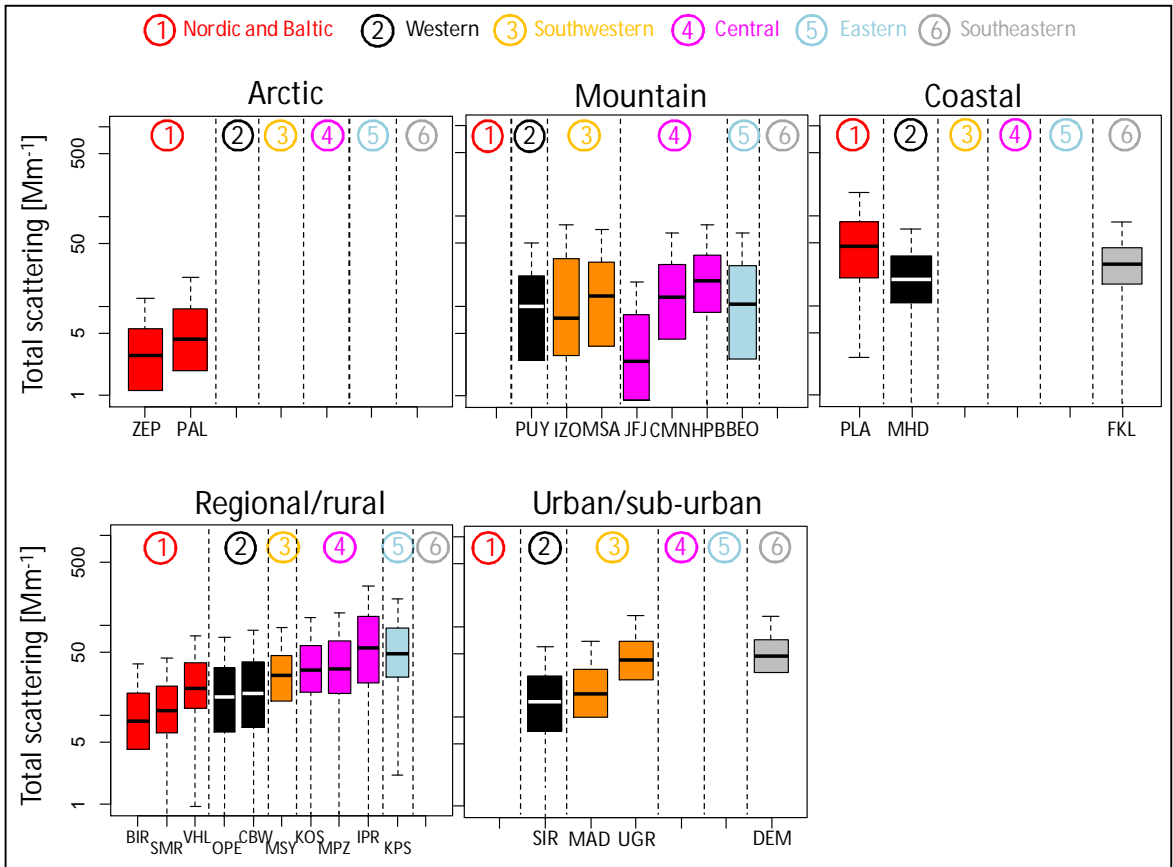 1 Nordic and Baltic 2 Western 3 Southwestern 4 Central 5 Eastern 6 Southeastern
Arctic Mountain Coastal
1 2 3 4 5 6 1 2 3 4 5 6 1 2 3 4 5 6
Total scattering [Mm⁻¹]
500
50
5
1
ZEP PAL PUY IZO MSA JFJ CMN HPB BEO PLA MHD FKL
Regional/rural Urban/sub-urban
1 2 3 4 5 6 1 2 3 4 5 6
Total scattering [Mm⁻¹]
500
50
5
1
BIR SMR VHL OPE CBW MSY KOS MPZ IPR KPS SIR MAD UGR DEM